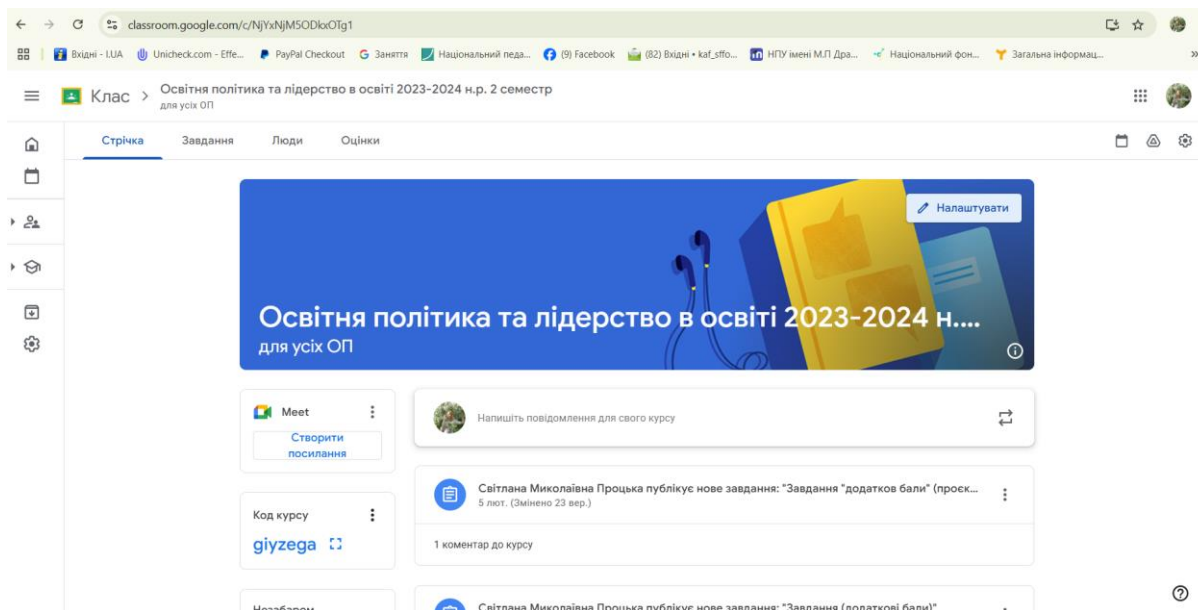 classroom.google.com/c/NjYxNjM5ODkxOTg1
Вхідні - I.UA Unicheck.com - Effe... PayPal Checkout Заняття Національний педа... (9) Facebook (82) Вхідні • kaf_sffo... НПУ імені М.П Дра... Національний фон... Загальна інформац... »
Клас > Освітня політика та лідерство в освіті 2023-2024 н.р. 2 семестр
для усіх ОП
Стрічка Завдання Люди Оцінки
Налаштувати
Освітня політика та лідерство в освіті 2023-2024 н....
для усіх ОП
Meet
Створити
посилання
Напишіть повідомлення для свого курсу
Світлана Миколаївна Процька публікує нове завдання: "Завдання "додатков бали" (проєк...
5 лют. (Змінено 23 вер.)
1 коментар до курсу
Код курсу
giyzega
Незабаром
Світлана Миколаївна Процька публікує нове завдання: "Завдання (додаткові бали)"